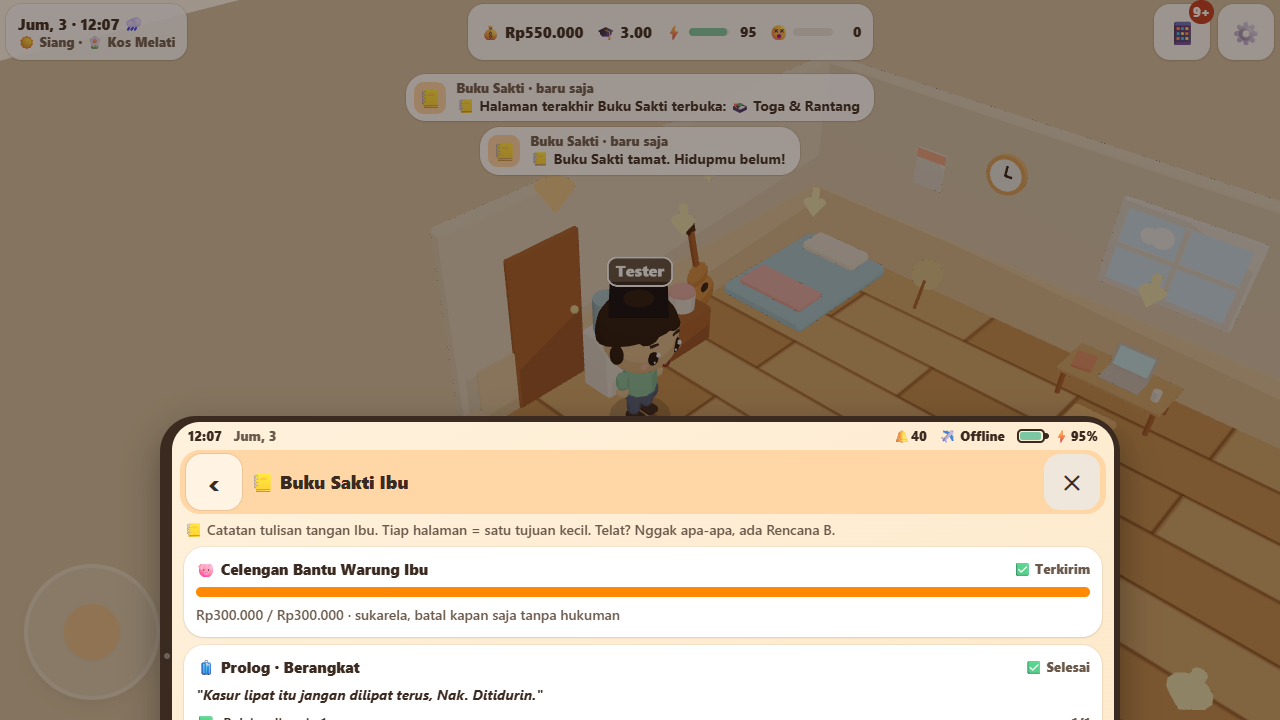 Jum, 3 · 12:07
Siang · Kos Melati
Rp550.000
3.00
95
0
9+
Buku Sakti · baru saja
Halaman terakhir Buku Sakti terbuka: Toga & Rantang
Buku Sakti · baru saja
Buku Sakti tamat. Hidupmu belum!
Tester
12:07 Jum, 3
40 Offline 95%
Buku Sakti Ibu
Catatan tulisan tangan Ibu. Tiap halaman = satu tujuan kecil. Telat? Nggak apa-apa, ada Rencana B.
Celengan Bantu Warung Ibu
Terkirim
Rp300.000 / Rp300.000 · sukarela, batal kapan saja tanpa hukuman
Prolog · Berangkat
Selesai
"Kasur lipat itu jangan dilipat terus, Nak. Ditidurin."